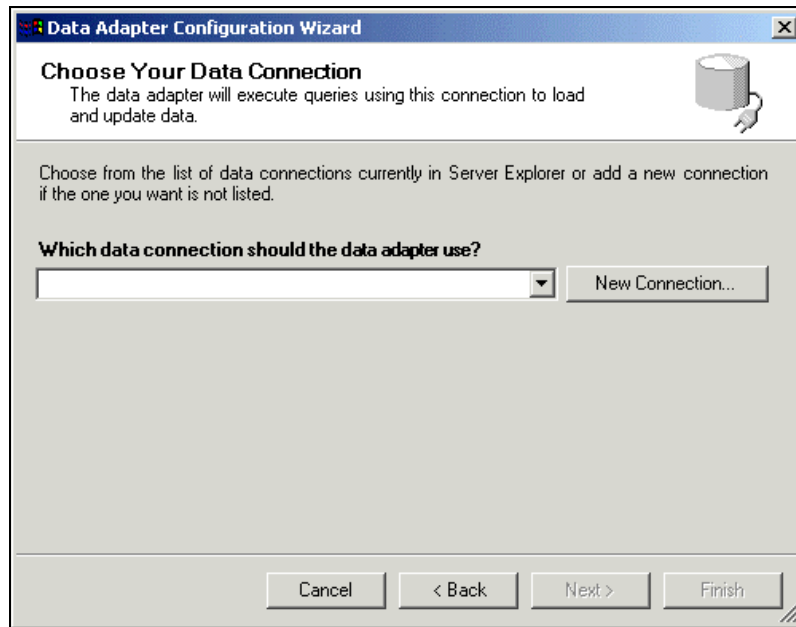 Data Adapter Configuration Wizard
Choose Your Data Connection
The data adapter will execute queries using this connection to load
and update data.
Choose from the list of data connections currently in Server Explorer or add a new connection
if the one you want is not listed.
Which data connection should the data adapter use?
New Connection...
Cancel
< Back
Next >
Finish